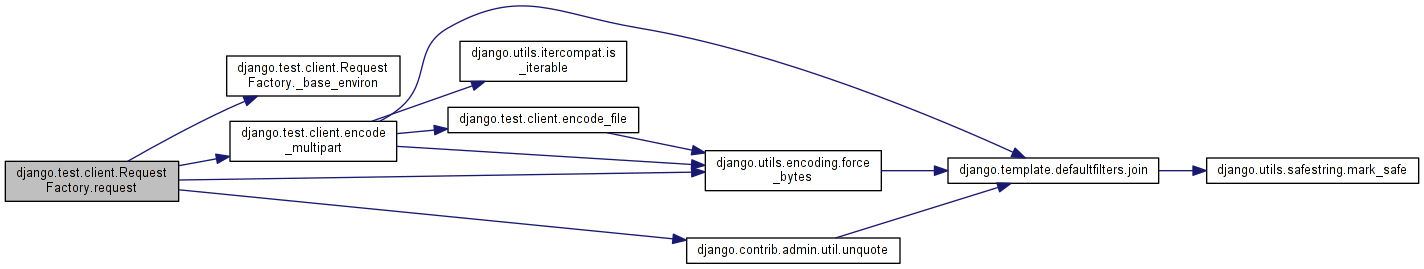 django.test.client.Request
Factory.request
django.test.client.Request
Factory._base_environ
django.test.client.encode
_multipart
django.utils.itercompat.is
_iterable
django.test.client.encode_file
django.utils.encoding.force
_bytes
django.contrib.admin.util.unquote
django.template.defaultfilters.join
django.utils.safestring.mark_safe